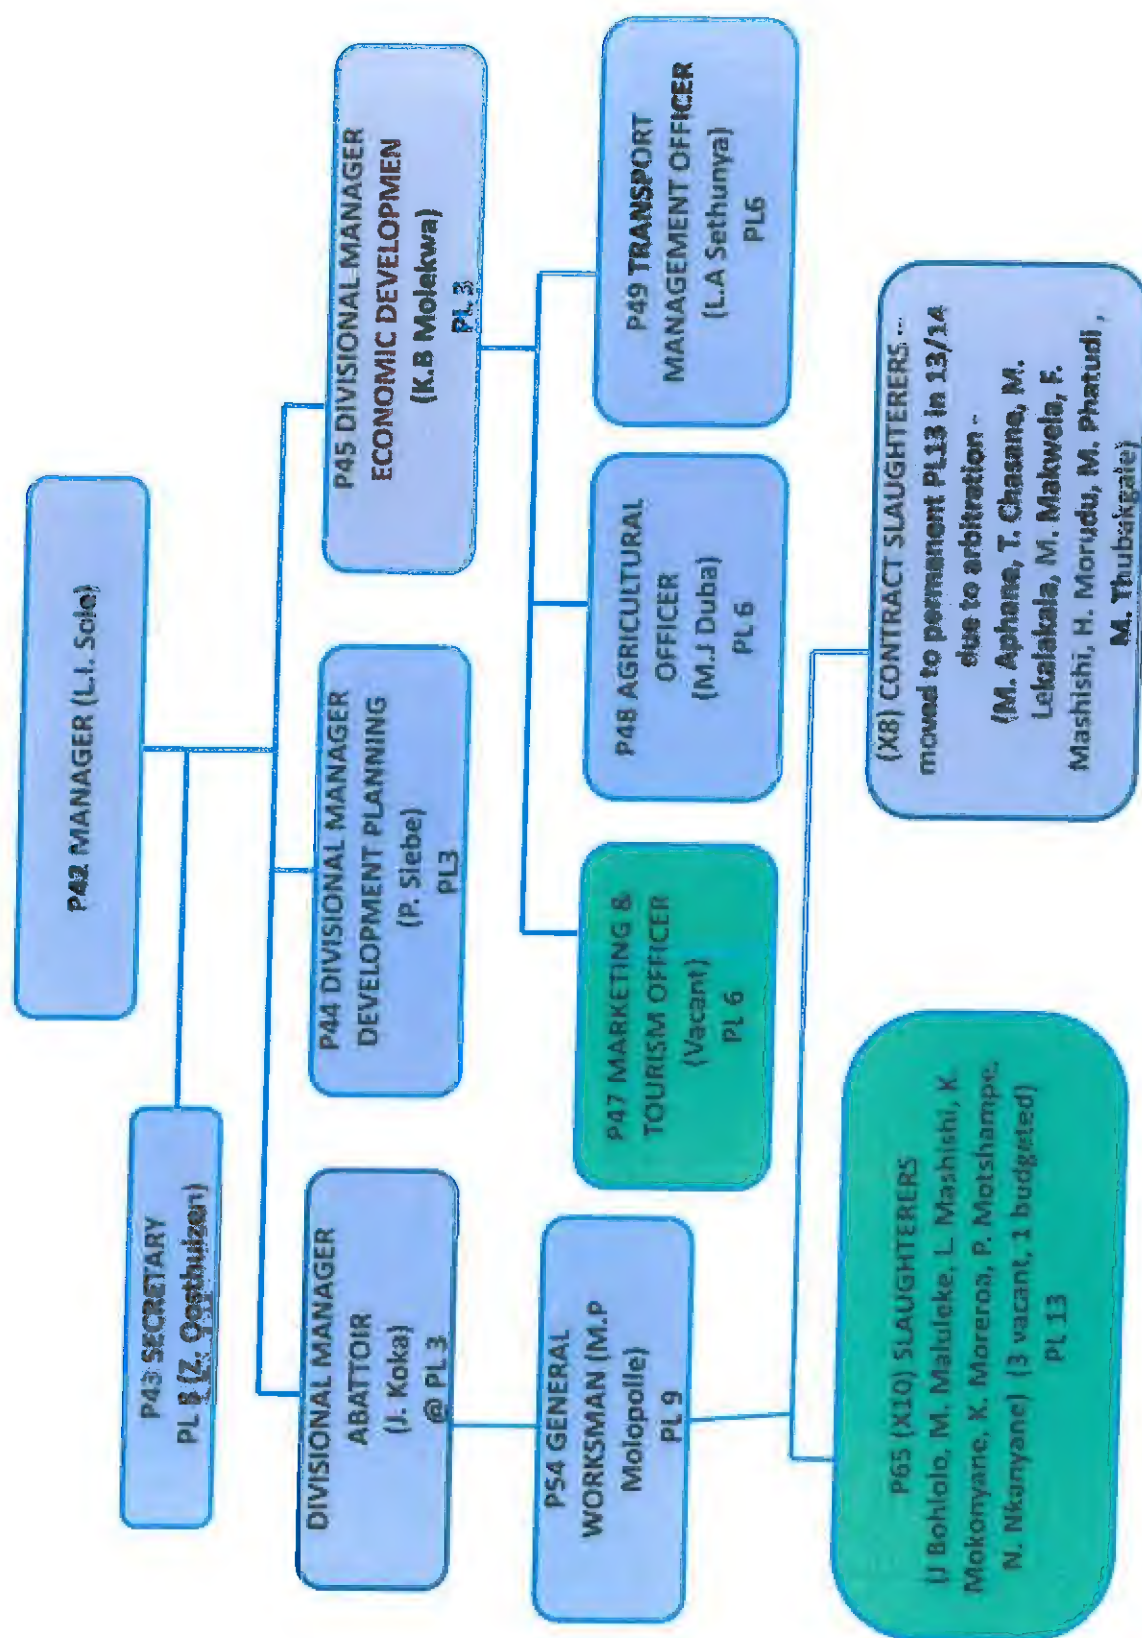 P42 MANAGER (L.I. Sole)
P43 SECRETARY
PL 8 (Z. Oosthuizen)
DIVISIONAL MANAGER
ABATTOIR
(J. Koka)
@ PL 3
P44 DIVISIONAL MANAGER
DEVELOPMENT PLANNING
(P. Siebe)
PL3
P45 DIVISIONAL MANAGER
ECONOMIC DEVELOPMEN
(K.B Molekwa)
PL 3
P54 GENERAL
WORKSMAN (M.P
Molopolle)
PL 9
P47 MARKETING &
TOURISM OFFICER
(Vacant)
PL 6
P48 AGRICULTURAL
OFFICER
(M.J Duba)
PL 6
P49 TRANSPORT
MANAGEMENT OFFICER
(L.A Sethunya)
PL6
P65 (X10) SLAUGHTERERS
(J Bohlolo, M. Maluleke, L. Mashishi, K.
Mokonyane, K. Moreroa, P. Motshampe,
N. Nkanyane) (3 vacant, 1 budgeted)
PL 13
(X8) CONTRACT SLAUGHTERERS --
moved to permanent PL13 in 13/14
due to arbitration -
(M. Aphane, T. Chasane, M.
Lekalakala, M. Makwela, F.
Mashishi, H. Morudu, M. Phatudi ,
M. Thubakgale)